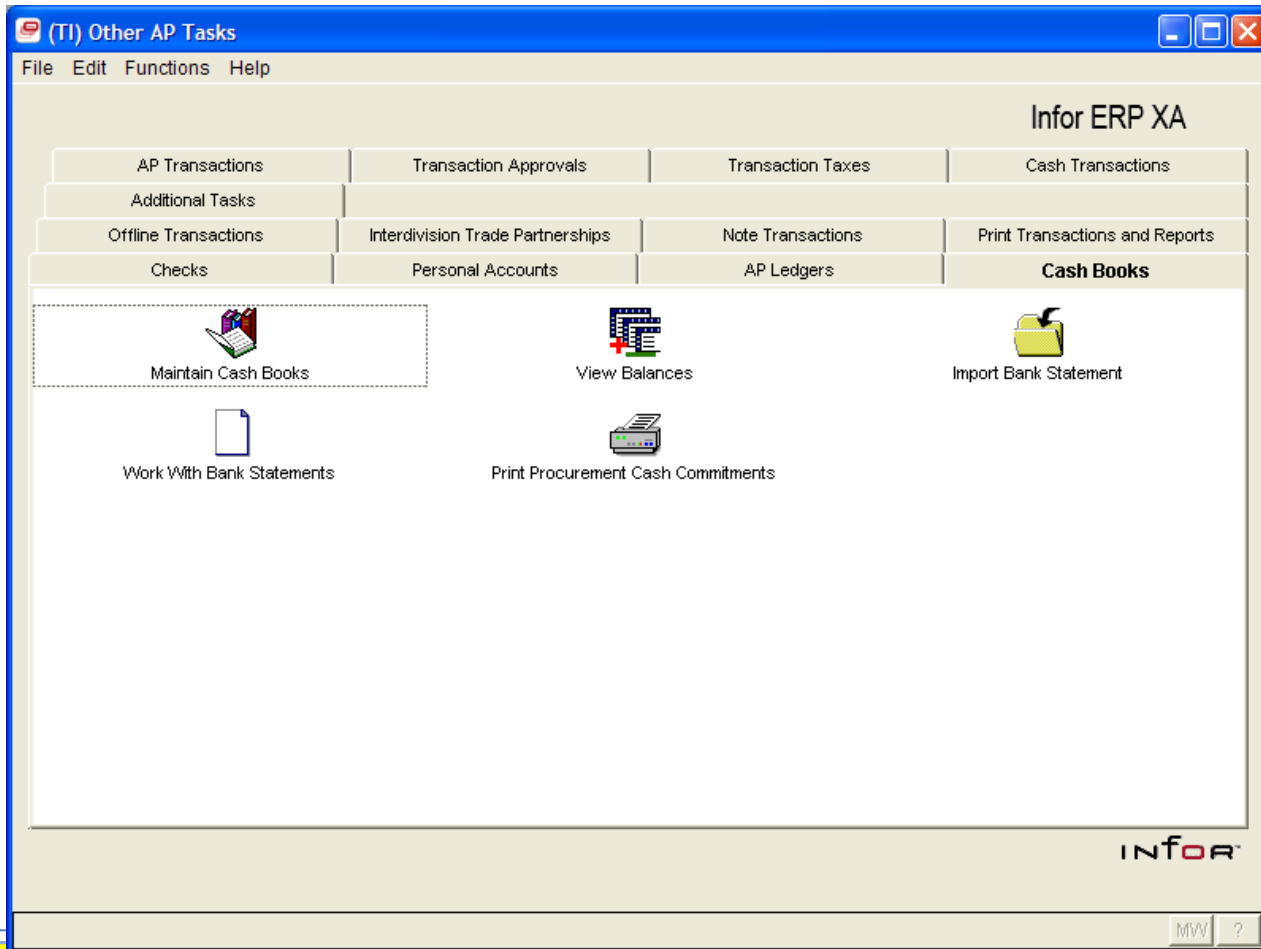 (TI) Other AP Tasks
File Edit Functions Help
Infor ERP XA
AP Transactions Transaction Approvals Transaction Taxes Cash Transactions
Additional Tasks
Offline Transactions Interdivision Trade Partnerships Note Transactions Print Transactions and Reports
Checks Personal Accounts AP Ledgers Cash Books
Maintain Cash Books View Balances Import Bank Statement
Work With Bank Statements Print Procurement Cash Commitments
infor
MW ?